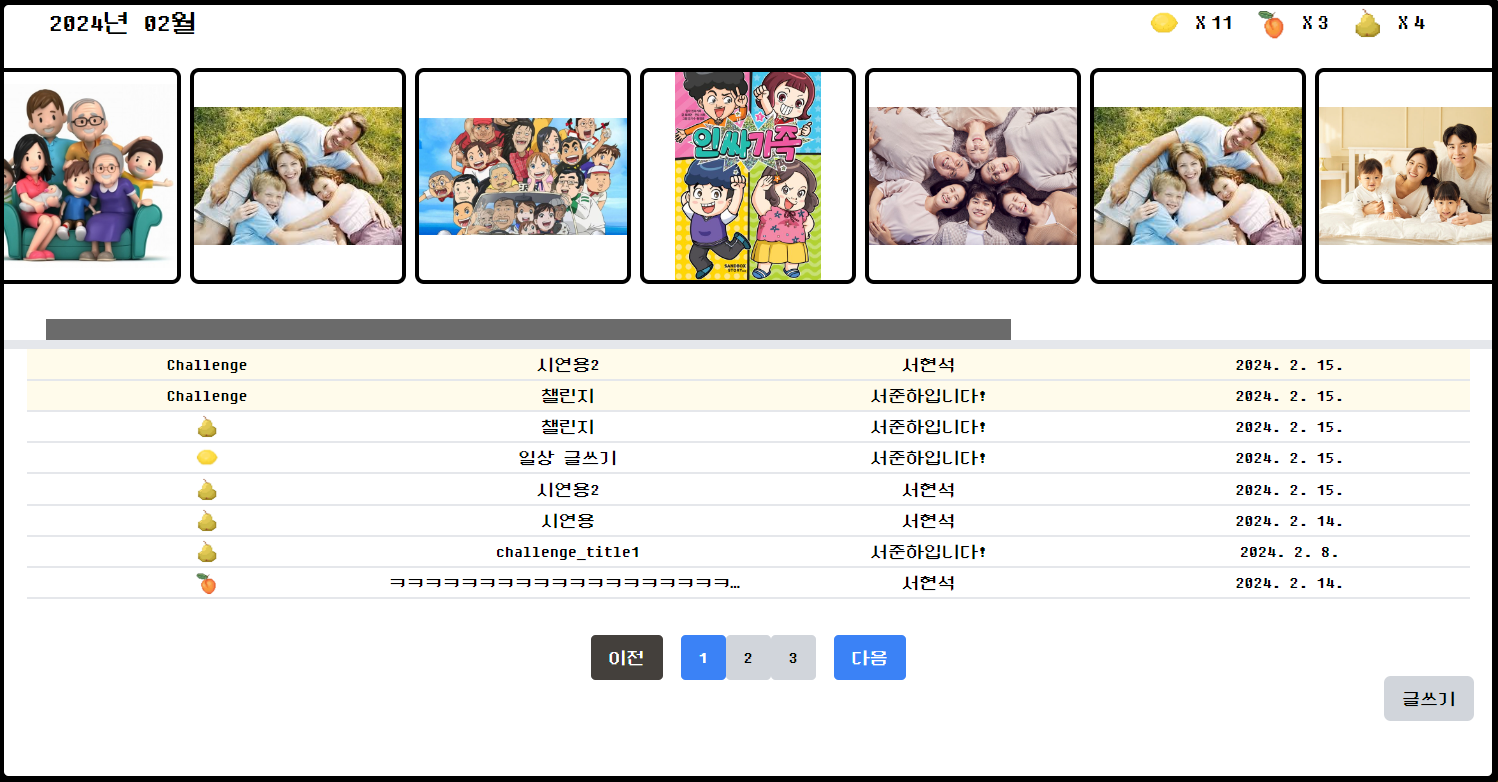 2024년 02월
X 11 X 3 X 4
인싸가족
SANDBOX
STORY
Challenge 시연용2 서현석 2024. 2. 15.
Challenge 챌린지 서준하입니다! 2024. 2. 15.
챌린지 서준하입니다! 2024. 2. 15.
일상 글쓰기 서준하입니다! 2024. 2. 15.
시연용2 서현석 2024. 2. 15.
시연용 서현석 2024. 2. 14.
challenge_title1 서준하입니다! 2024. 2. 8.
ㅋㅋㅋㅋㅋㅋㅋㅋㅋㅋㅋㅋㅋㅋㅋㅋㅋㅋㅋ… 서현석 2024. 2. 14.
이전 1 2 3 다음
글쓰기